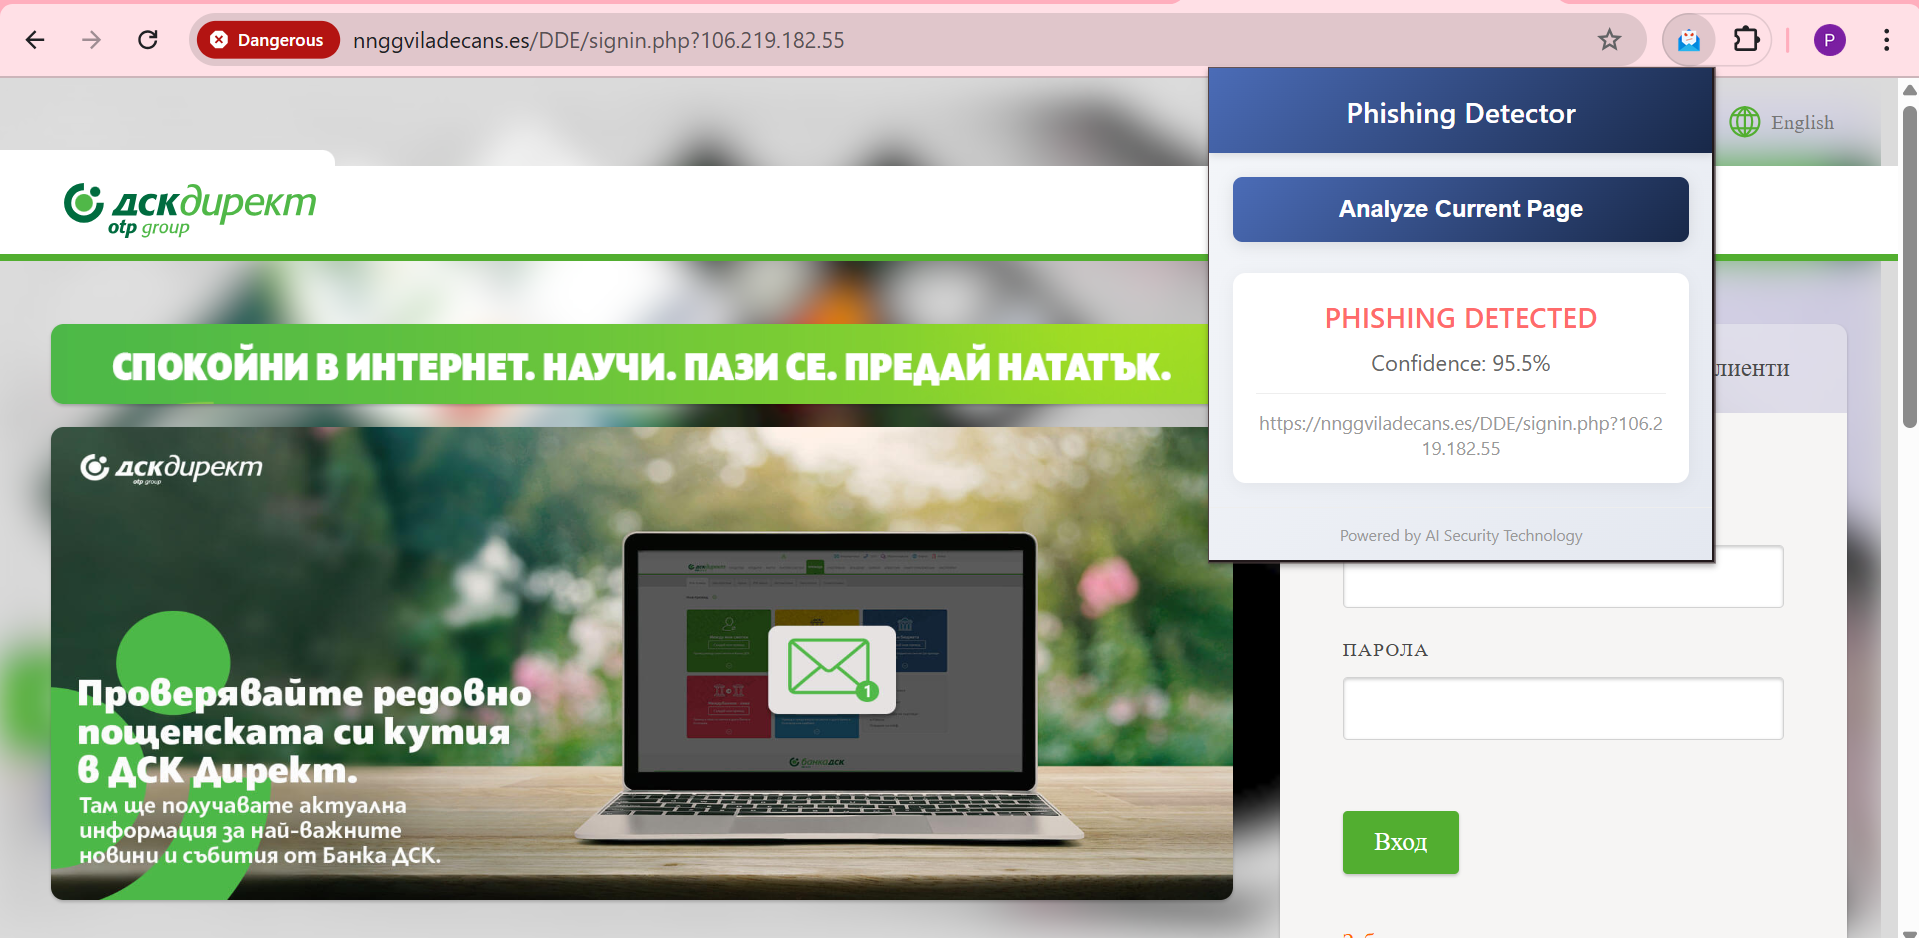 Dangerous
nnggviladecans.es/DDE/signin.php?106.219.182.55
P
Phishing Detector
Analyze Current Page
PHISHING DETECTED
Confidence: 95.5%
https://nnggviladecans.es/DDE/signin.php?106.2
19.182.55
Powered by AI Security Technology
English
дскдирект
otp group
СПОКОЙНИ В ИНТЕРНЕТ. НАУЧИ. ПАЗИ СЕ. ПРЕДАЙ НАТАТЪК.
лиенти
дскдирект
otp group
1
Проверявайте редовно
пощенската си кутия
в ДСК Директ.
Там ще получавате актуална
информация за най-важните
новини и събития от Банка ДСК.
банкадск
ПАРОЛА
Вход